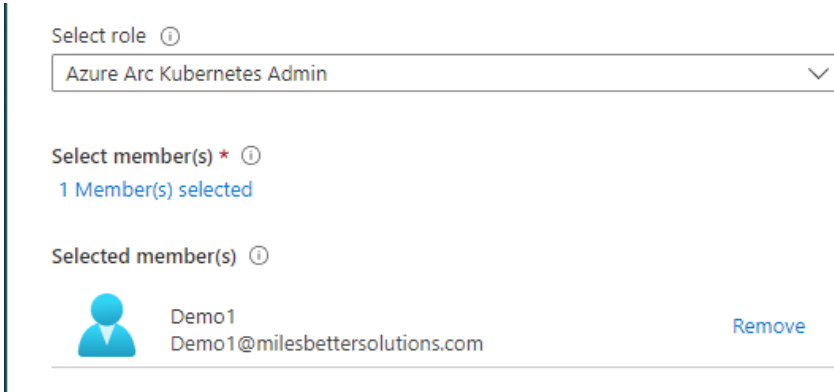 Select role
Azure Arc Kubernetes Admin
Select member(s) *
1 Member(s) selected
Selected member(s)
Demo1
Demo1@milesbettersolutions.com
Remove